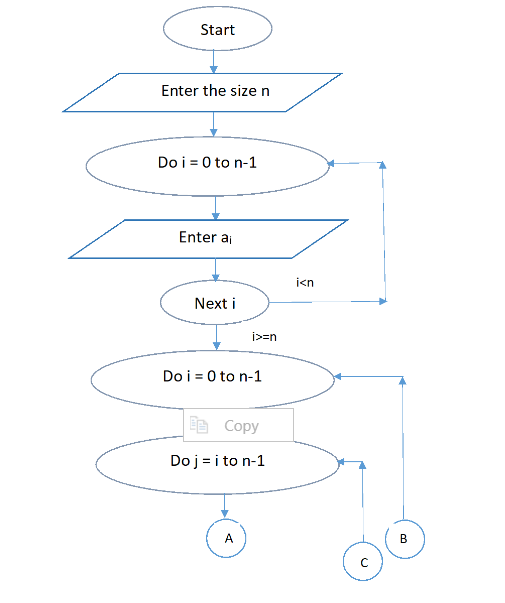 Start
Enter the size n
Do i = 0 to n-1
Enter aᵢ
i<n
Next i
i>=n
Do i = 0 to n-1
Copy
Do j = i to n-1
A
B
C